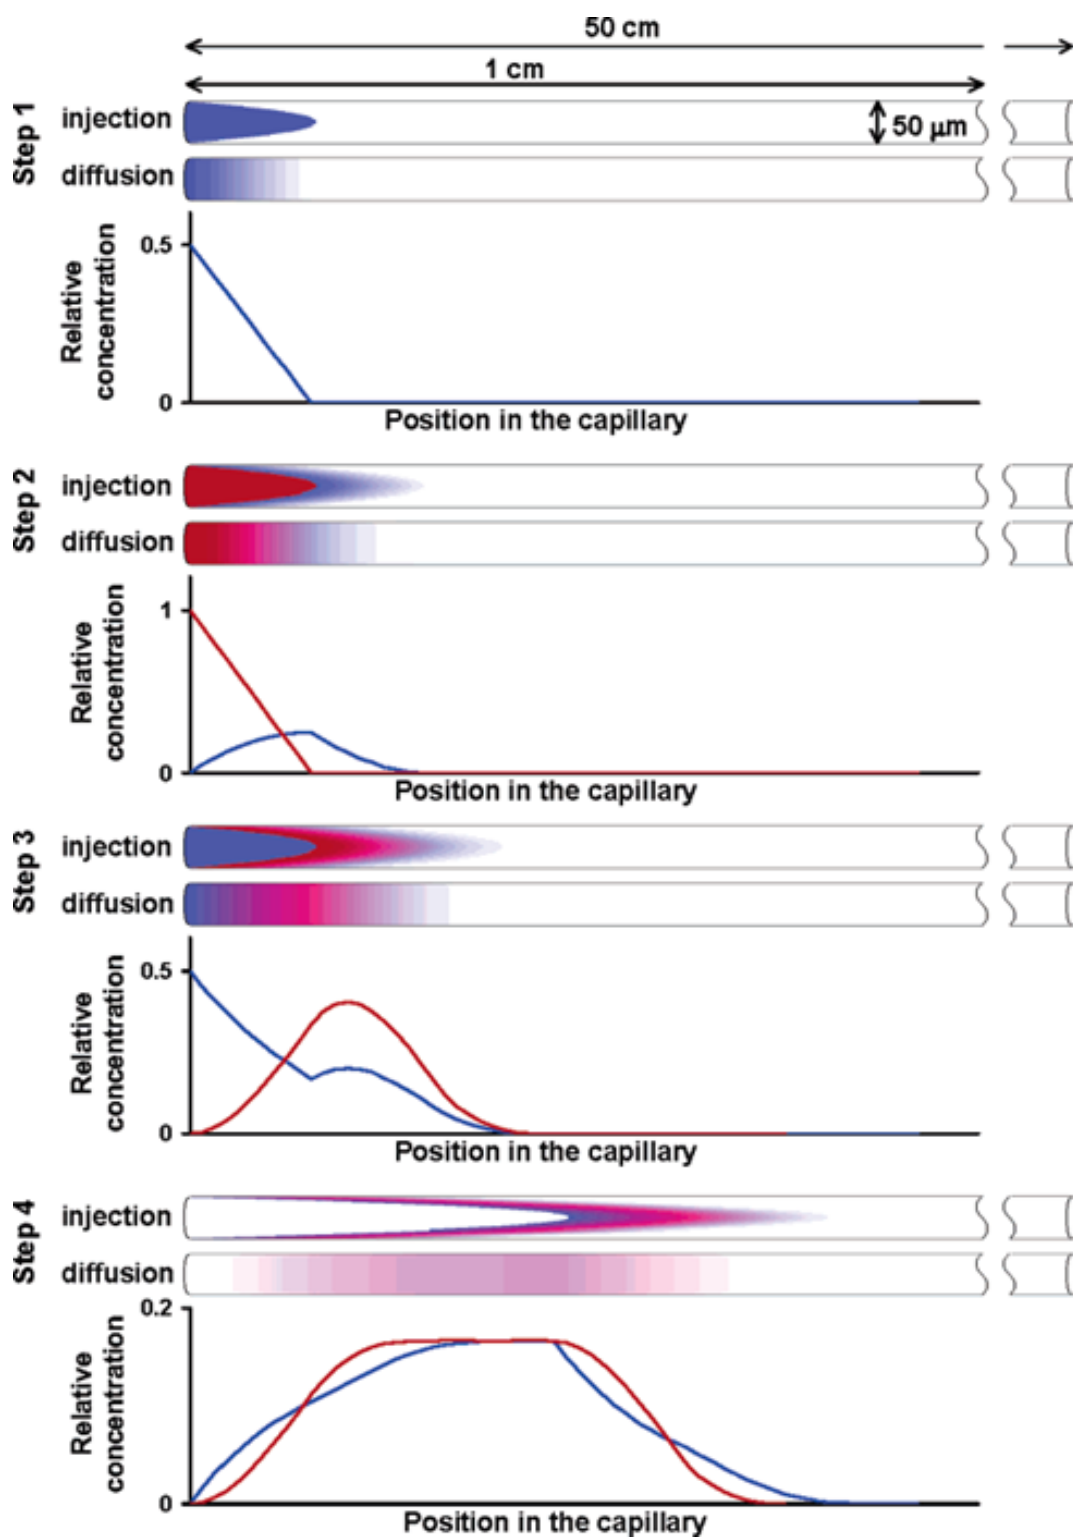 50 cm
1 cm
Step 1
injection
50 μm
diffusion
Relative
concentration
0.5
0
Position in the capillary
Step 2
injection
diffusion
Relative
concentration
1
0
Position in the capillary
Step 3
injection
diffusion
Relative
concentration
0.5
0
Position in the capillary
Step 4
injection
diffusion
Relative
concentration
0.2
0
Position in the capillary